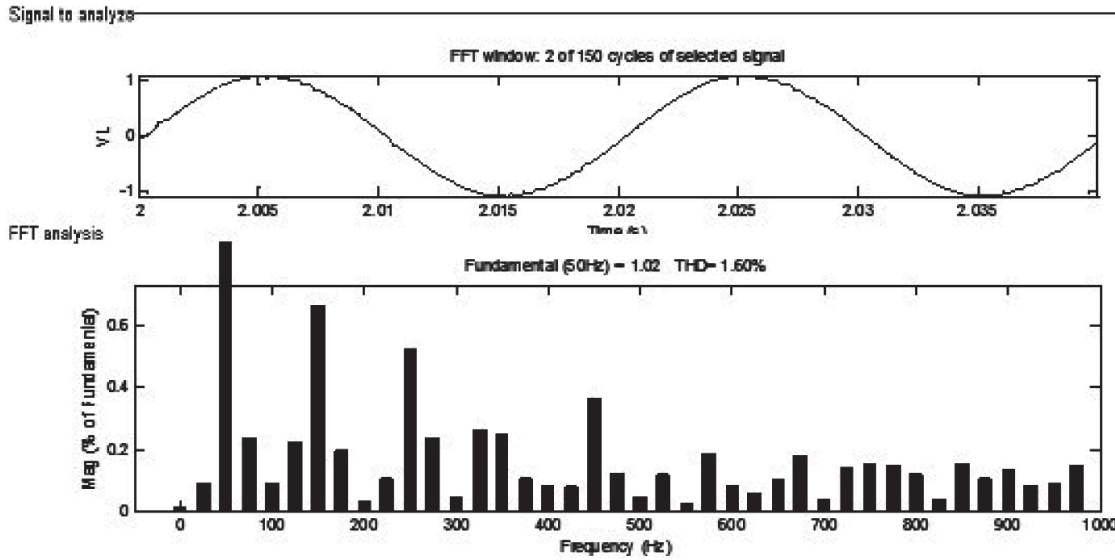 Signal to analyze
FFT window: 2 of 150 cycles of selected signal
1
0
-1
VL
2 2.005 2.01 2.015 2.02 2.025 2.03 2.035
Time (s)
FFT analysis
Fundamental (50Hz) = 1.02 THD= 1.60%
Mag (% of Fundamental)
0.6
0.4
0.2
0
0 100 200 300 400 500 600 700 800 900 1000
Frequency (Hz)